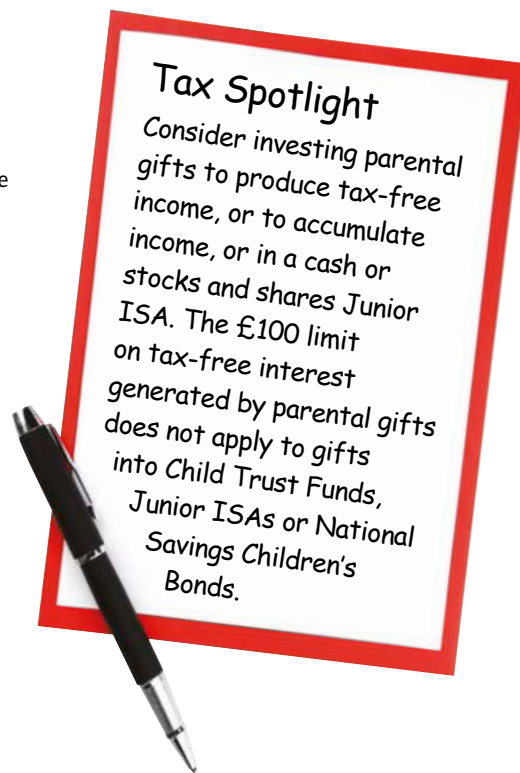 Tax Spotlight
Consider investing parental
gifts to produce tax-free
income, or to accumulate
income, or in a cash or
stocks and shares Junior
ISA. The £100 limit
on tax-free interest
generated by parental gifts
does not apply to gifts
into Child Trust Funds,
Junior ISAs or National
Savings Children's
Bonds.
e